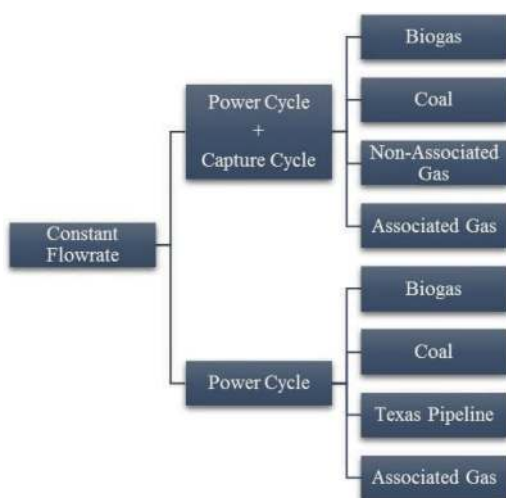 Constant
Flowrate
Power Cycle
+
Capture Cycle
Biogas
Coal
Non-Associated
Gas
Associated Gas
Power Cycle
Biogas
Coal
Texas Pipeline
Associated Gas